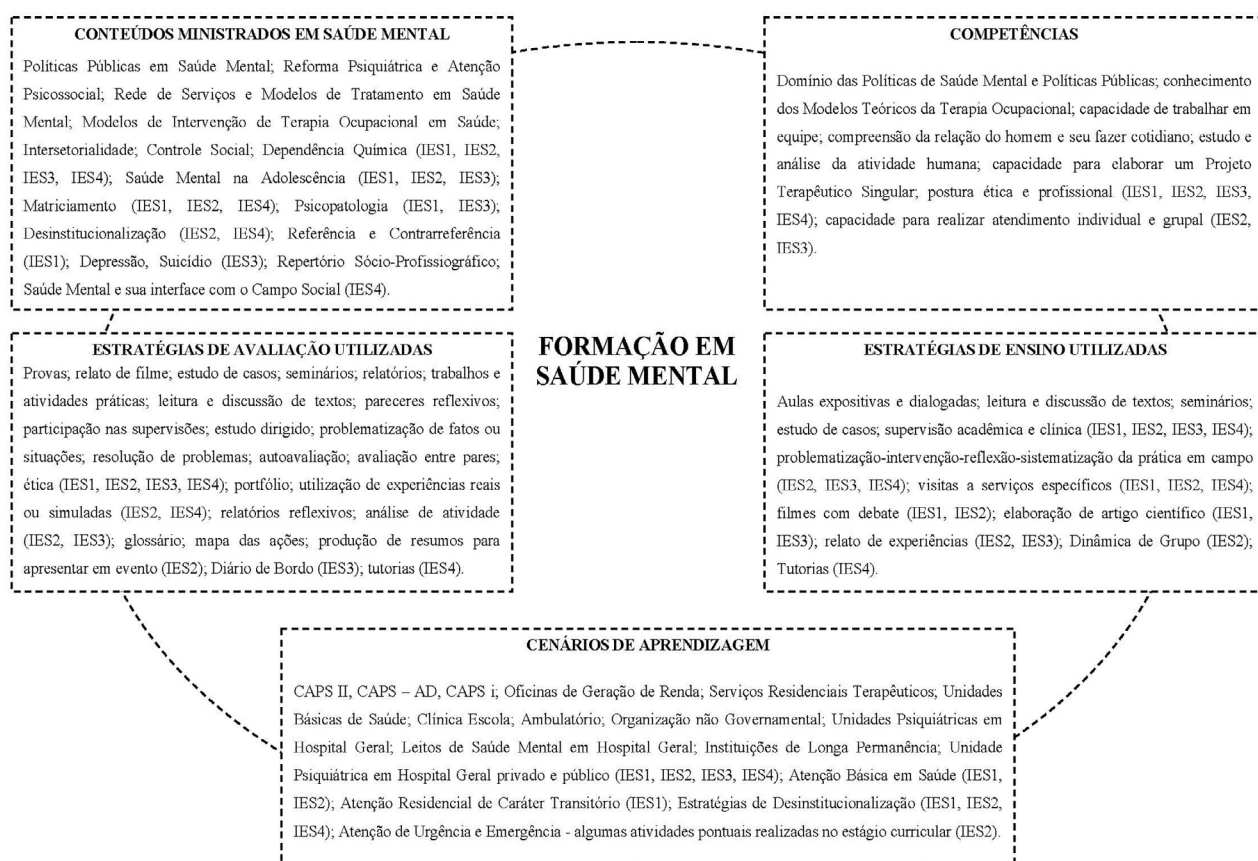 CONTEÚDOS MINISTRADOS EM SAÚDE MENTAL
Políticas Públicas em Saúde Mental; Reforma Psiquiátrica e Atenção
Psicossocial; Rede de Serviços e Modelos de Tratamento em Saúde
Mental; Modelos de Intervenção de Terapia Ocupacional em Saúde;
Intersetorialidade; Controle Social; Dependência Química (IES1, IES2,
IES3, IES4); Saúde Mental na Adolescência (IES1, IES2, IES3);
Matriciamento (IES1, IES2, IES4); Psicopatologia (IES1, IES3);
Desinstitucionalização (IES2, IES4); Referência e Contrarreferência
(IES1); Depressão, Suicídio (IES3); Repertório Sócio-Profissiográfico;
Saúde Mental e sua interface com o Campo Social (IES4).
COMPETÊNCIAS
Domínio das Políticas de Saúde Mental e Políticas Públicas; conhecimento
dos Modelos Teóricos da Terapia Ocupacional; capacidade de trabalhar em
equipe; compreensão da relação do homem e seu fazer cotidiano; estudo e
análise da atividade humana; capacidade para elaborar um Projeto
Terapêutico Singular; postura ética e profissional (IES1, IES2, IES3,
IES4); capacidade para realizar atendimento individual e grupal (IES2,
IES3).
FORMAÇÃO EM
SAÚDE MENTAL
ESTRATÉGIAS DE AVALIAÇÃO UTILIZADAS
Provas; relato de filme; estudo de casos; seminários; relatórios; trabalhos e
atividades práticas; leitura e discussão de textos; pareceres reflexivos;
participação nas supervisões; estudo dirigido; problematização de fatos ou
situações; resolução de problemas; autoavaliação; avaliação entre pares;
ética (IES1, IES2, IES3, IES4); portfólio; utilização de experiências reais
ou simuladas (IES2, IES4); relatórios reflexivos; análise de atividade
(IES2, IES3); glossário; mapa das ações; produção de resumos para
apresentar em evento (IES2); Diário de Bordo (IES3); tutorias (IES4).
ESTRATÉGIAS DE ENSINO UTILIZADAS
Aulas expositivas e dialogadas; leitura e discussão de textos; seminários;
estudo de casos; supervisão acadêmica e clínica (IES1, IES2, IES3, IES4);
problematização-intervenção-reflexão-sistematização da prática em campo
(IES2, IES3, IES4); visitas a serviços específicos (IES1, IES2, IES4);
filmes com debate (IES1, IES2); elaboração de artigo científico (IES1,
IES3); relato de experiências (IES2, IES3); Dinâmica de Grupo (IES2);
Tutorias (IES4).
CENÁRIOS DE APRENDIZAGEM
CAPS II, CAPS – AD, CAPS i; Oficinas de Geração de Renda; Serviços Residenciais Terapêuticos; Unidades
Básicas de Saúde; Clínica Escola; Ambulatório; Organização não Governamental; Unidades Psiquiátricas em
Hospital Geral; Leitos de Saúde Mental em Hospital Geral; Instituições de Longa Permanência; Unidade
Psiquiátrica em Hospital Geral privado e público (IES1, IES2, IES3, IES4); Atenção Básica em Saúde (IES1,
IES2); Atenção Residencial de Caráter Transitório (IES1); Estratégias de Desinstitucionalização (IES1, IES2,
IES4); Atenção de Urgência e Emergência - algumas atividades pontuais realizadas no estágio curricular (IES2).